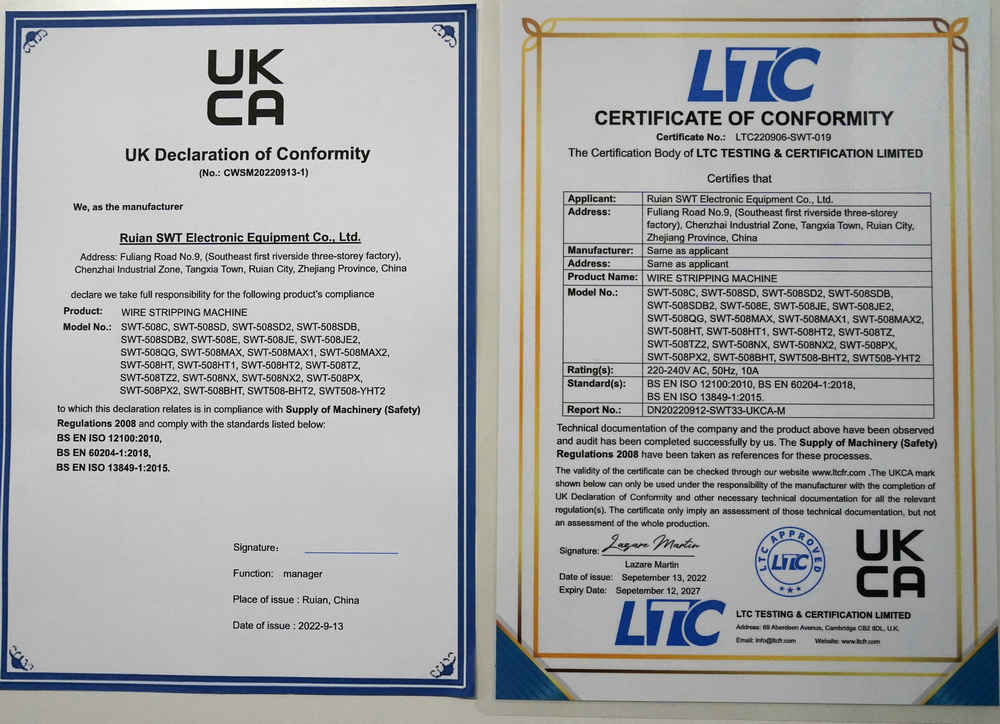 UK
CA
UK Declaration of Conformity
(No.: CWSM20220913-1)
We, as the manufacturer
Ruian SWT Electronic Equipment Co., Ltd.
Address: Fuliang Road No.9, (Southeast first riverside three-storey factory),
Chenzhai Industrial Zone, Tangxia Town, Ruian City, Zhejiang Province, China
declare we take full responsibility for the following product's compliance
Product: WIRE STRIPPING MACHINE
Model No.: SWT-508C, SWT-508SD, SWT-508SD2, SWT-508SDB,
SWT-508SDB2, SWT-508E, SWT-508JE, SWT-508JE2,
SWT-508QG, SWT-508MAX, SWT-508MAX1, SWT-508MAX2,
SWT-508HT, SWT-508HT1, SWT-508HT2, SWT-508TZ,
SWT-508TZ2, SWT-508NX, SWT-508NX2, SWT-508PX,
SWT-508PX2, SWT-508BHT, SWT508-BHT2, SWT508-YHT2
to which this declaration relates is in compliance with Supply of Machinery (Safety)
Regulations 2008 and comply with the standards listed below:
BS EN ISO 12100:2010,
BS EN 60204-1:2018,
BS EN ISO 13849-1:2015.
Signature:
Function: manager
Place of issue : Ruian, China
Date of issue : 2022-9-13
LTC
CERTIFICATE OF CONFORMITY
Certificate No.: LTC220906-SWT-019
The Certification Body of LTC TESTING & CERTIFICATION LIMITED
Certifies that
Applicant: Ruian SWT Electronic Equipment Co., Ltd.
Address: Fuliang Road No.9, (Southeast first riverside three-storey
factory), Chenzhai Industrial Zone, Tangxia Town, Ruian City,
Zhejiang Province, China
Manufacturer: Same as applicant
Address: Same as applicant
Product Name: WIRE STRIPPING MACHINE
Model No.: SWT-508C, SWT-508SD, SWT-508SD2, SWT-508SDB,
SWT-508SDB2, SWT-508E, SWT-508JE, SWT-508JE2,
SWT-508QG, SWT-508MAX, SWT-508MAX1, SWT-508MAX2,
SWT-508HT, SWT-508HT1, SWT-508HT2, SWT-508TZ,
SWT-508TZ2, SWT-508NX, SWT-508NX2, SWT-508PX,
SWT-508PX2, SWT-508BHT, SWT508-BHT2, SWT508-YHT2
Rating(s): 220-240V AC, 50Hz, 10A
Standard(s): BS EN ISO 12100:2010, BS EN 60204-1:2018,
BS EN ISO 13849-1:2015.
Report No.: DN20220912-SWT33-UKCA-M
Technical documentation of the company and the product above have been observed
and audit has been completed successfully by us. The Supply of Machinery (Safety)
Regulations 2008 have been taken as references for these processes.
The validity of the certificate can be checked through our website www.ltcfr.com .The UKCA mark
shown below can only be used under the responsibility of the manufacturer with the completion of
UK Declaration of Conformity and other necessary technical documentation for all the relevant
regulation(s). The certificate only imply an assessment of those technical documentation, but not
an assessment of the whole production.
Signature: Lazare Martin
Lazare Martin
Date of issue: Sepetember 13, 2022
Expiry Date: Sepetember 12, 2027
LTC APPROVED
LTC
UK
CA
LTC
LTC TESTING & CERTIFICATION LIMITED
Address: 69 Aberdeen Avenue, Cambridge CB2 8DL, U.K.
Email: Info@ltcfr.com Website: www.ltcfr.com